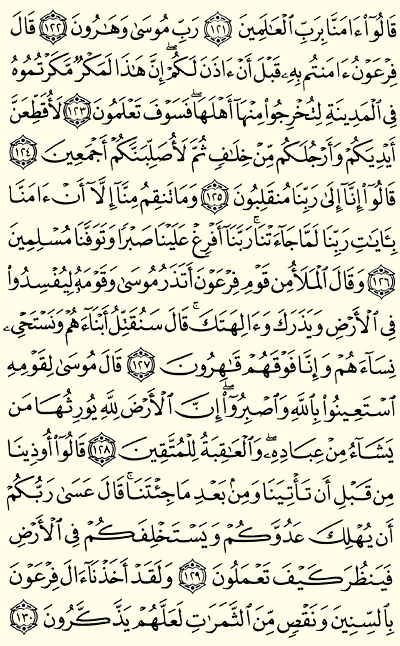 قَالُوٓا۟ ءَامَنَّا بِرَبِّ ٱلْعَـٰلَمِينَ ﴿١٢١﴾ رَبِّ مُوسَىٰ وَهَـٰرُونَ ﴿١٢٢﴾ قَالَ
فِرْعَوْنُ ءَامَنتُم بِهِۦ قَبْلَ أَنْ ءَاذَنَ لَكُمْ ۖ إِنَّ هَـٰذَا لَمَكْرٌ مَّكَرْتُمُوهُ
فِى ٱلْمَدِينَةِ لِتُخْرِجُوا۟ مِنْهَآ أَهْلَهَا ۖ فَسَوْفَ تَعْلَمُونَ ﴿١٢٣﴾ لَأُقَطِّعَنَّ
أَيْدِيَكُمْ وَأَرْجُلَكُم مِّنْ خِلَـٰفٍ ثُمَّ لَأُصَلِّبَنَّكُمْ أَجْمَعِينَ ﴿١٢٤﴾
قَالُوٓا۟ إِنَّآ إِلَىٰ رَبِّنَا مُنقَلِبُونَ ﴿١٢٥﴾ وَمَا تَنقِمُ مِنَّآ إِلَّآ أَنْ ءَامَنَّا
بِـَٔايَـٰتِ رَبِّنَا لَمَّا جَآءَتْنَا ۚ رَبَّنَآ أَفْرِغْ عَلَيْنَا صَبْرًا وَتَوَفَّنَا مُسْلِمِينَ
﴿١٢٦﴾ وَقَالَ ٱلْمَلَأُ مِن قَوْمِ فِرْعَوْنَ أَتَذَرُ مُوسَىٰ وَقَوْمَهُۥ لِيُفْسِدُوا۟
فِى ٱلْأَرْضِ وَيَذَرَكَ وَءَالِهَتَكَ ۚ قَالَ سَنُقَتِّلُ أَبْنَآءَهُمْ وَنَسْتَحْىِۦ
نِسَآءَهُمْ وَإِنَّا فَوْقَهُمْ قَـٰهِرُونَ ﴿١٢٧﴾ قَالَ مُوسَىٰ لِقَوْمِهِ
ٱسْتَعِينُوا۟ بِٱللَّهِ وَٱصْبِرُوٓا۟ ۖ إِنَّ ٱلْأَرْضَ لِلَّهِ يُورِثُهَا مَن
يَشَآءُ مِنْ عِبَادِهِۦ ۖ وَٱلْعَـٰقِبَةُ لِلْمُتَّقِينَ ﴿١٢٨﴾ قَالُوٓا۟ أُوذِينَا
مِن قَبْلِ أَن تَأْتِيَنَا وَمِنۢ بَعْدِ مَا جِئْتَنَا ۚ قَالَ عَسَىٰ رَبُّكُمْ
أَن يُهْلِكَ عَدُوَّكُمْ وَيَسْتَخْلِفَكُمْ فِى ٱلْأَرْضِ
فَيَنظُرَ كَيْفَ تَعْمَلُونَ ﴿١٢٩﴾ وَلَقَدْ أَخَذْنَآ ءَالَ فِرْعَوْنَ
بِٱلسِّنِينَ وَنَقْصٍ مِّنَ ٱلثَّمَرَٰتِ لَعَلَّهُمْ يَذَّكَّرُونَ ﴿١٣٠﴾